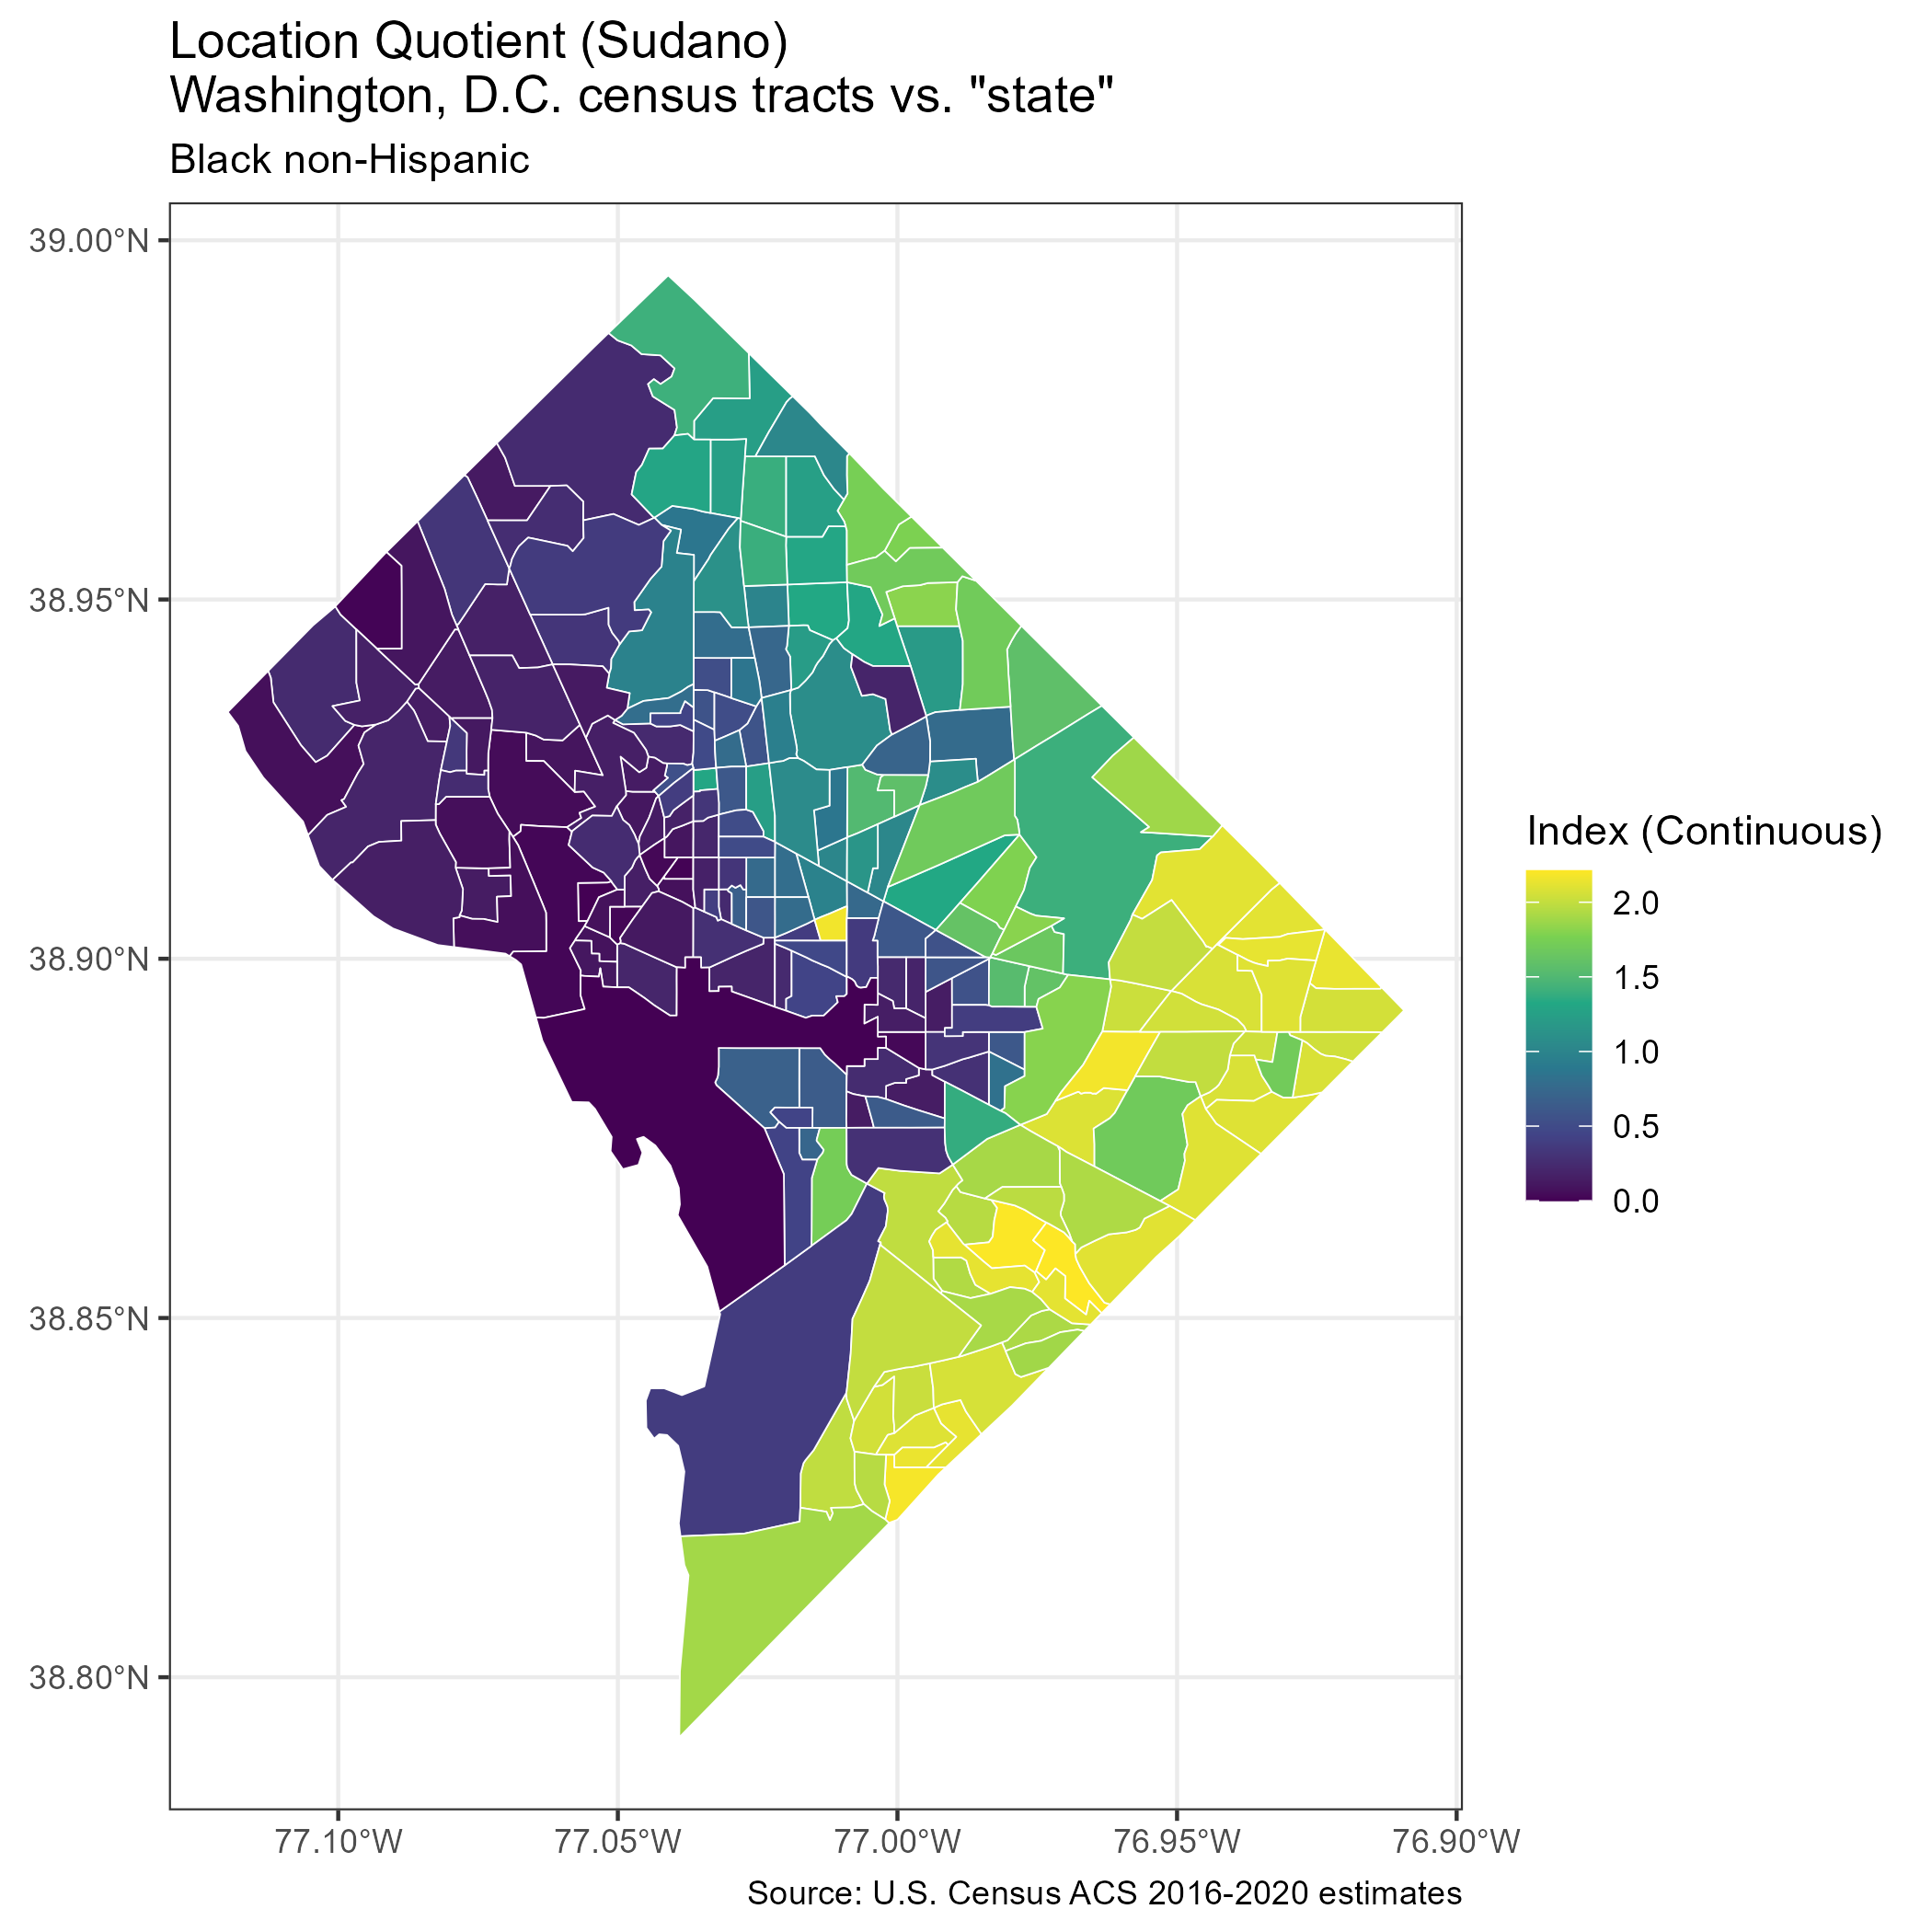 Location Quotient (Sudano)
Washington, D.C. census tracts vs. "state"
Black non-Hispanic
39.00°N
38.95°N
38.90°N
38.85°N
38.80°N
77.10°W
77.05°W
77.00°W
76.95°W
76.90°W
Index (Continuous)
2.0
1.5
1.0
0.5
0.0
Source: U.S. Census ACS 2016-2020 estimates